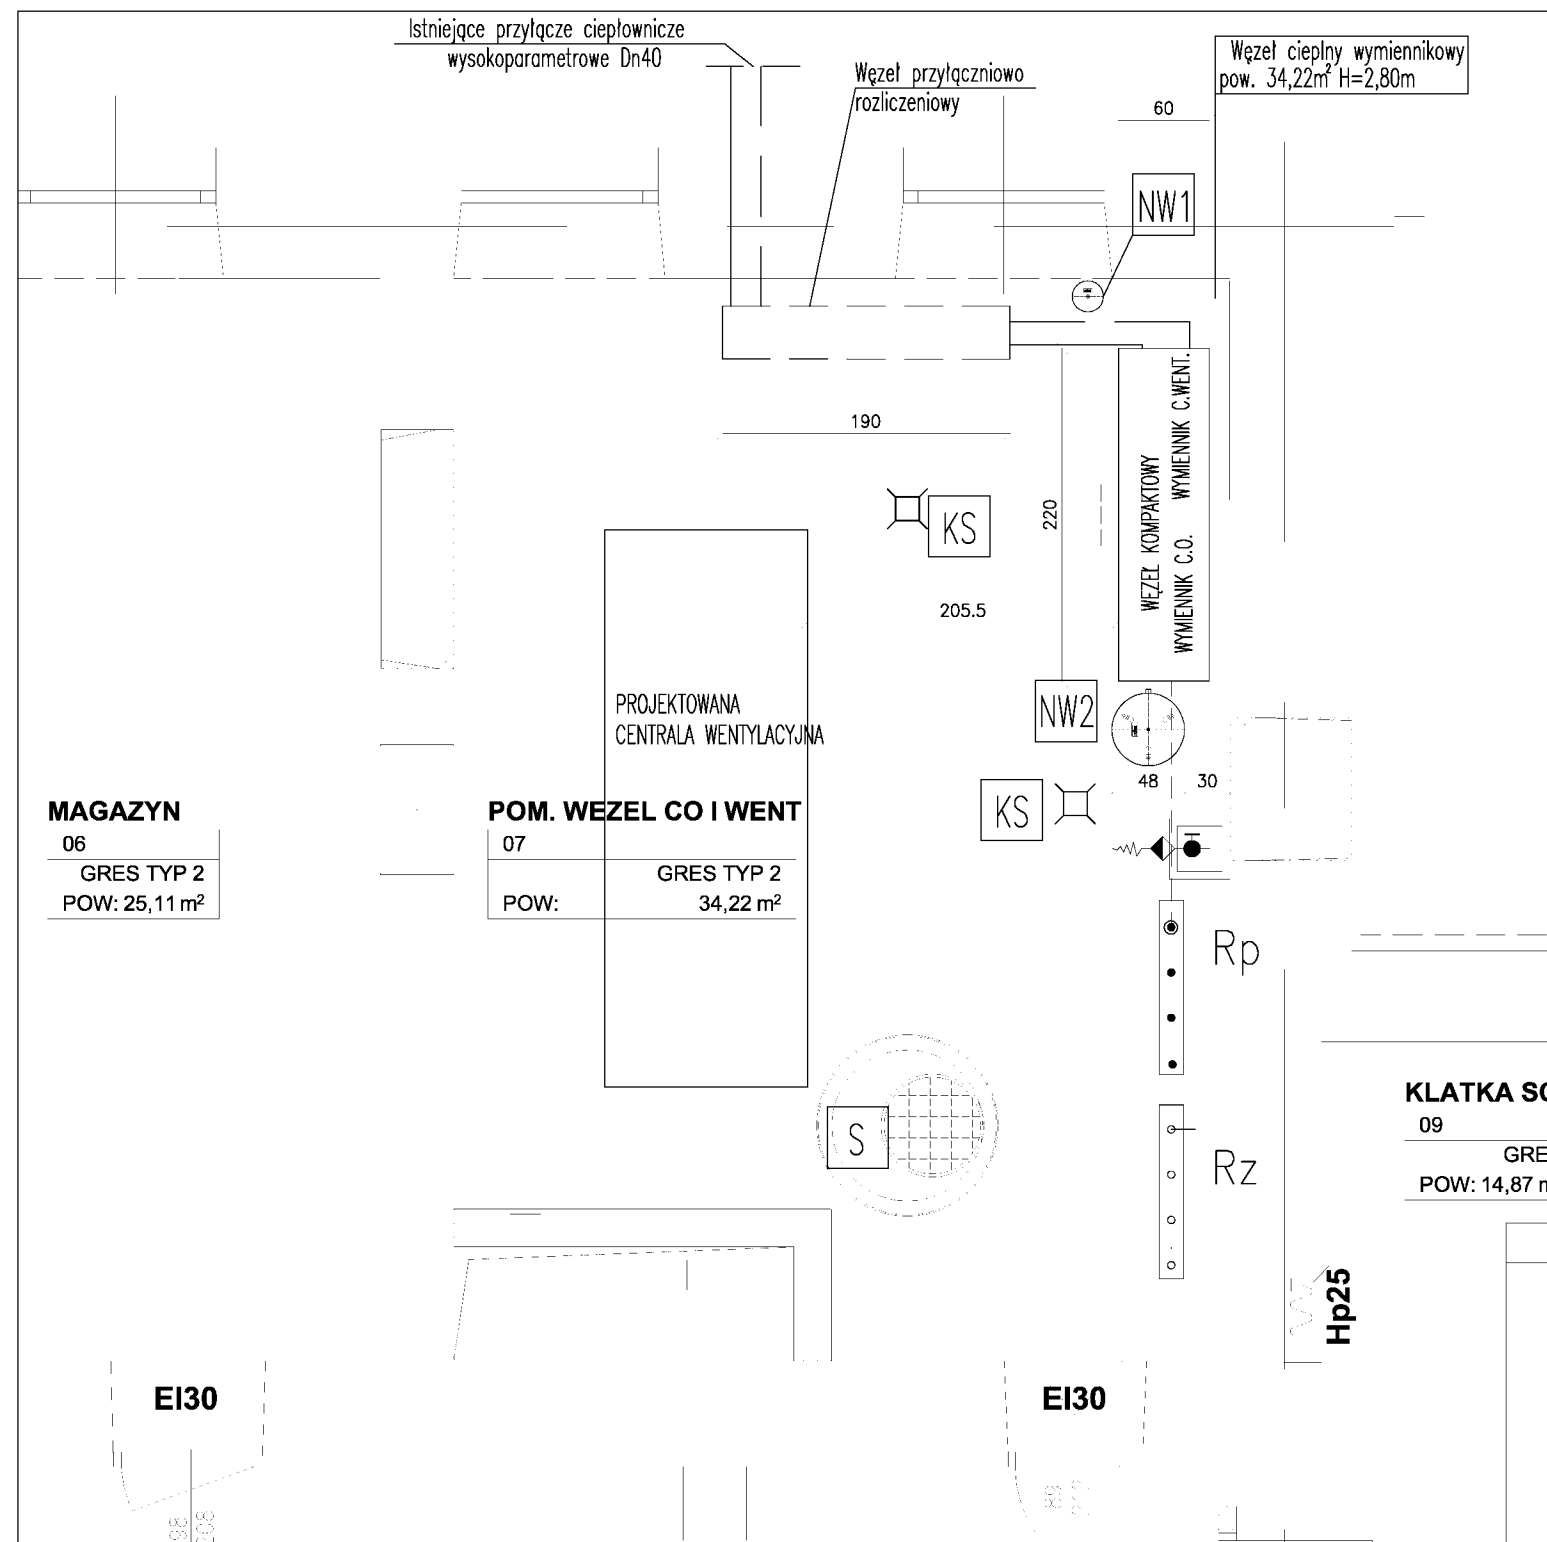 Istniejące przyłącze ciepłownicze
wysokoparametrowe Dn40
Węzeł przyłączniowo
rozliczeniowy
Węzeł cieplny wymiennikowy
pow. 34,22m² H=2,80m
60
NW1
190
220
WĘZEŁ KOMPAKTOWY
WYMIENNIK C.O. WYMIENNIK C.WENT.
KS
205.5
PROJEKTOWANA
CENTRALA WENTYLACYJNA
NW2
48
30
KS
MAGAZYN
06
GRES TYP 2
POW: 25,11 m²
POM. WEZEL CO I WENT
07
GRES TYP 2
POW: 34,22 m²
Rp
S
Rz
KLATKA
09
POW: 14,87
Hp25
EI30
EI30